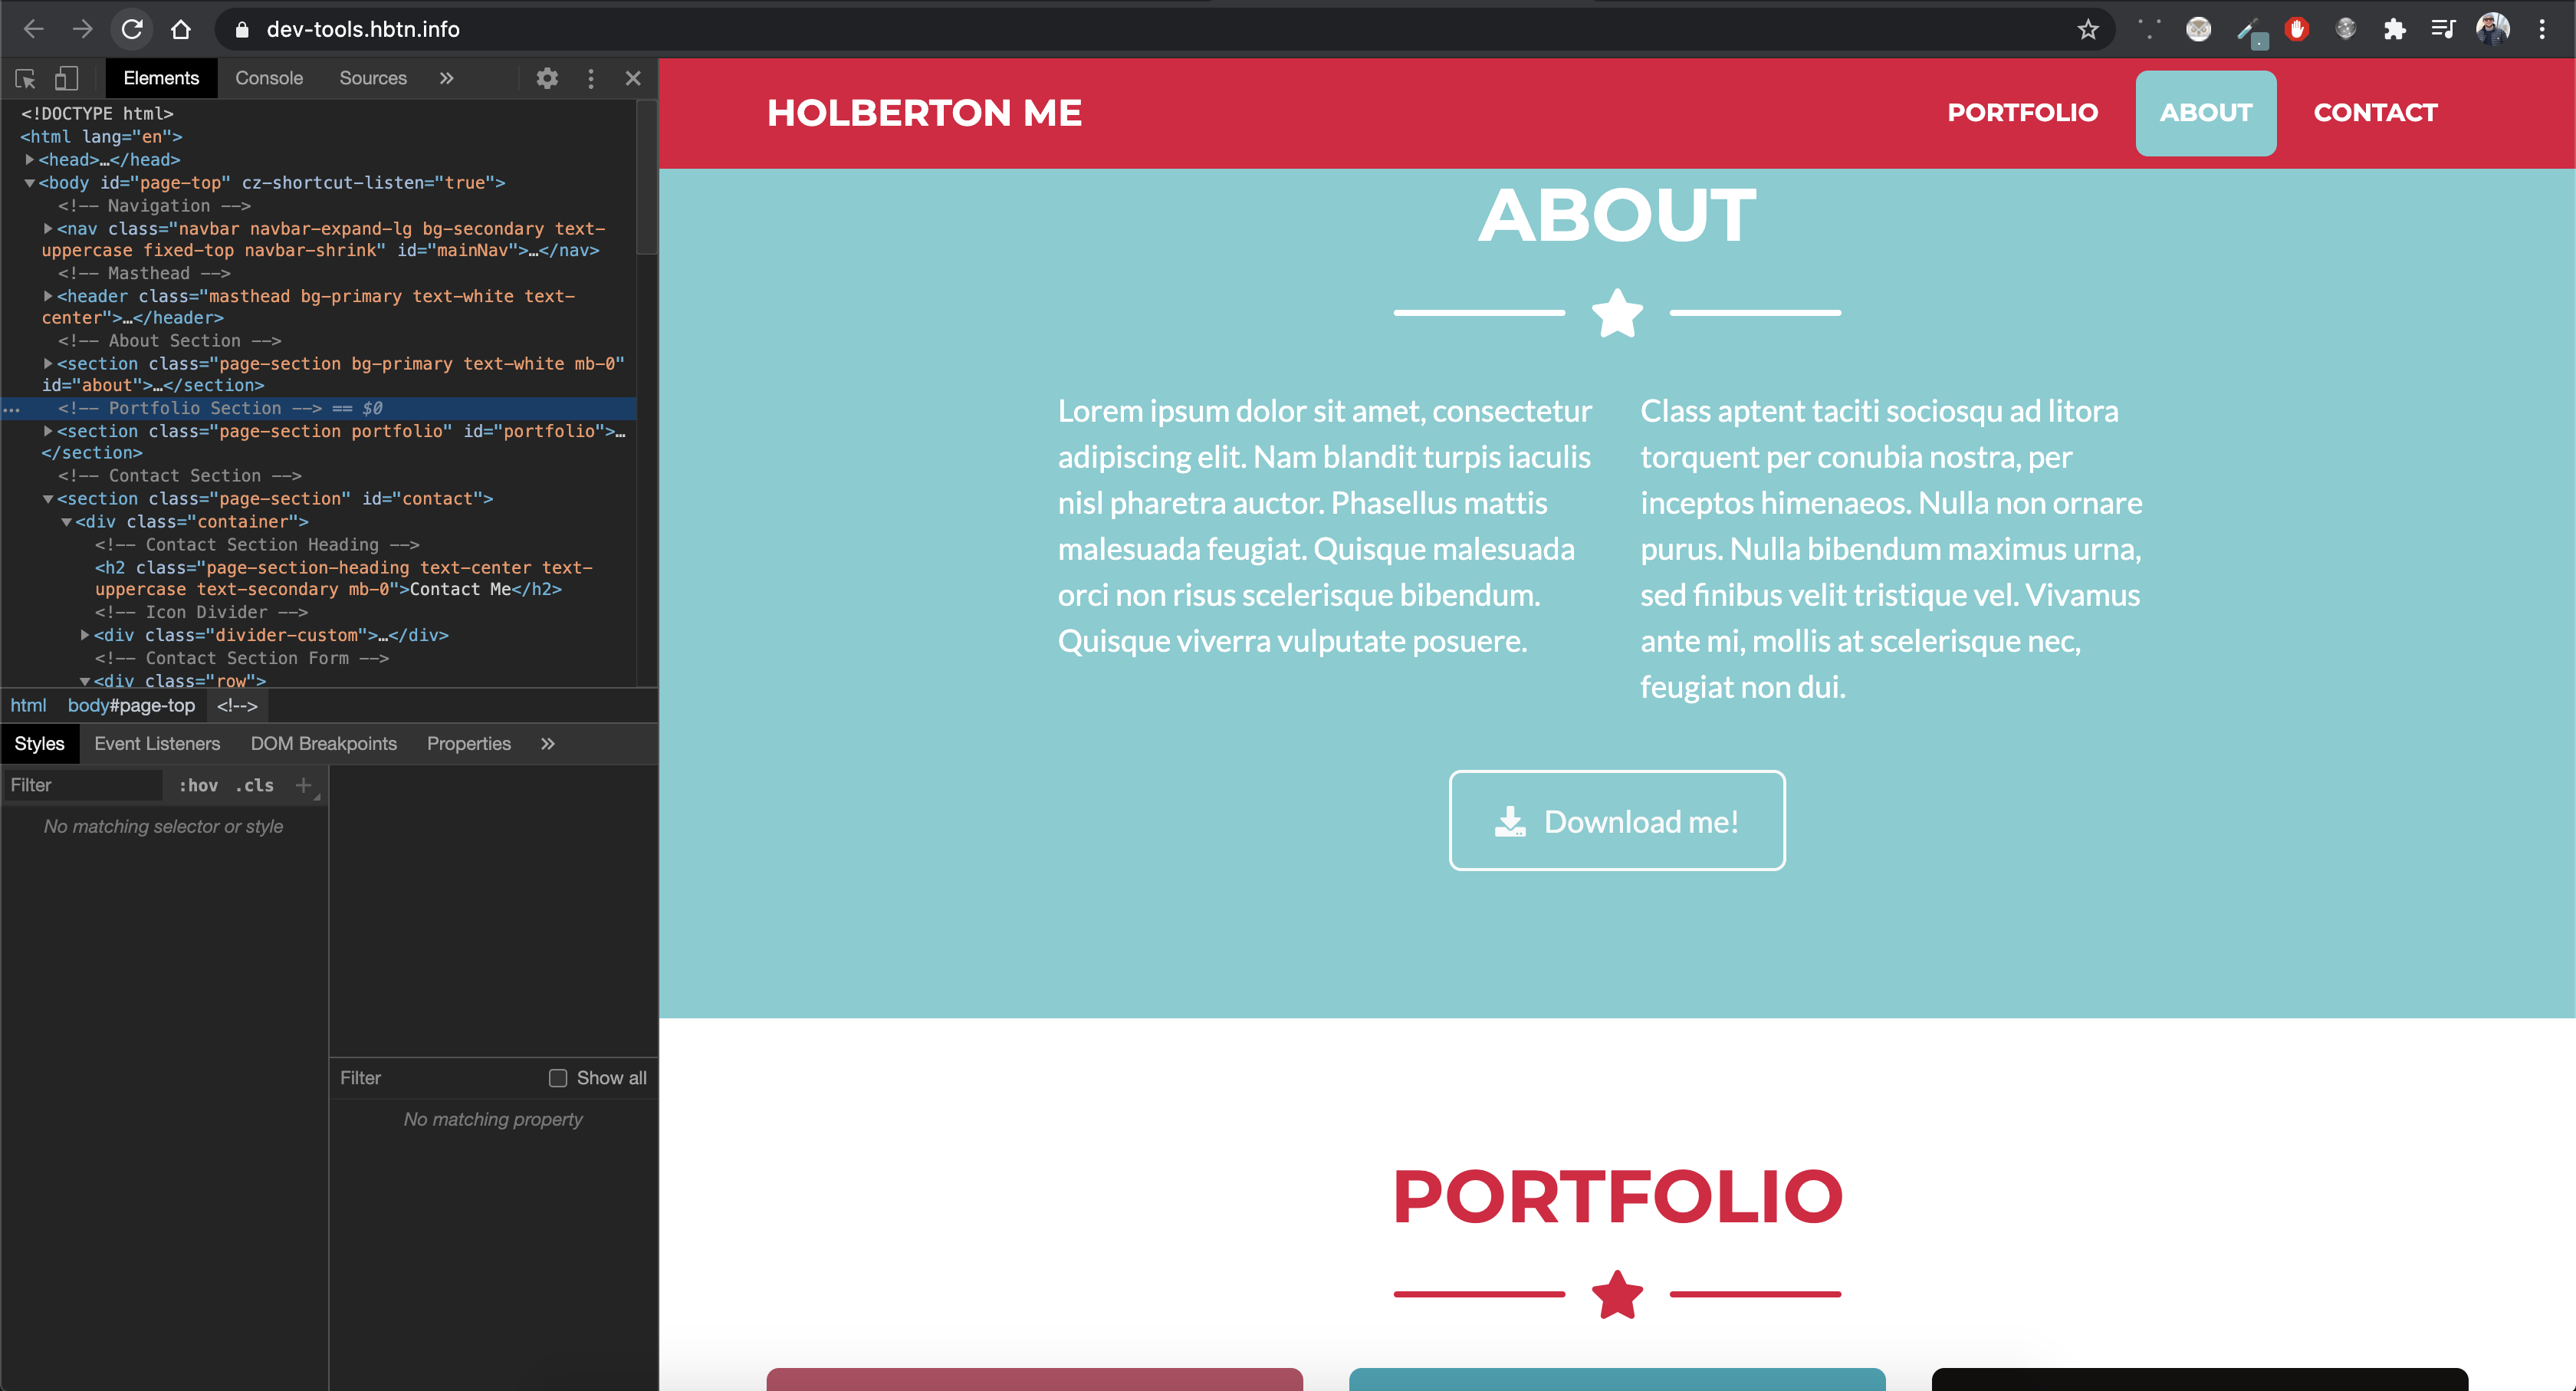 dev-tools.hbtn.info
Elements Console Sources »
<!DOCTYPE html>
<html lang="en">
<head>…</head>
<body id="page-top" cz-shortcut-listen="true">
<!-- Navigation -->
<nav class="navbar navbar-expand-lg bg-secondary text-
uppercase fixed-top navbar-shrink" id="mainNav">…</nav>
<!-- Masthead -->
<header class="masthead bg-primary text-white text-
center">…</header>
<!-- About Section -->
<section class="page-section bg-primary text-white mb-0"
id="about">…</section>
… <!-- Portfolio Section --> == $0
<section class="page-section portfolio" id="portfolio">…
</section>
<!-- Contact Section -->
<section class="page-section" id="contact">
<div class="container">
<!-- Contact Section Heading -->
<h2 class="page-section-heading text-center text-
uppercase text-secondary mb-0">Contact Me</h2>
<!-- Icon Divider -->
<div class="divider-custom">…</div>
<!-- Contact Section Form -->
<div class="row">
html body#page-top <!-->
Styles Event Listeners DOM Breakpoints Properties »
Filter :hov .cls +
No matching selector or style
Filter Show all
No matching property
HOLBERTON ME PORTFOLIO ABOUT CONTACT
ABOUT
Lorem ipsum dolor sit amet, consectetur
adipiscing elit. Nam blandit turpis iaculis
nisl pharetra auctor. Phasellus mattis
malesuada feugiat. Quisque malesuada
orci non risus scelerisque bibendum.
Quisque viverra vulputate posuere.
Class aptent taciti sociosqu ad litora
torquent per conubia nostra, per
inceptos himenaeos. Nulla non ornare
purus. Nulla bibendum maximus urna,
sed finibus velit tristique vel. Vivamus
ante mi, mollis at scelerisque nec,
feugiat non dui.
Download me!
PORTFOLIO